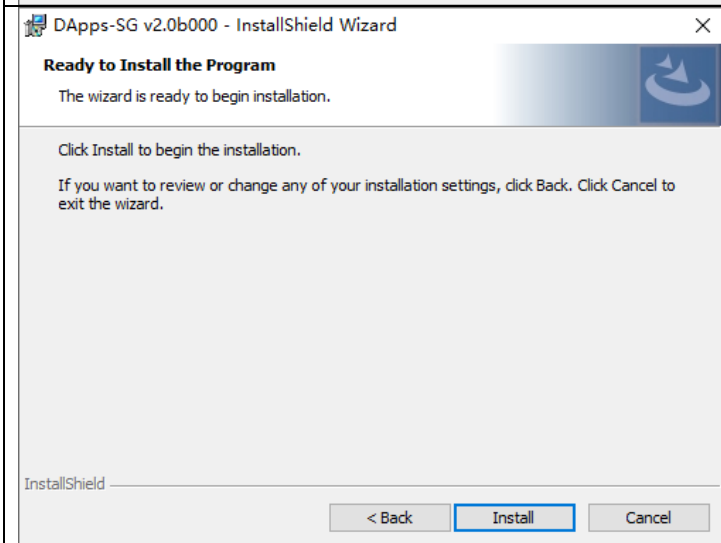 DApps-SG v2.0b000 - InstallShield Wizard
Ready to Install the Program
The wizard is ready to begin installation.
Click Install to begin the installation.
If you want to review or change any of your installation settings, click Back. Click Cancel to
exit the wizard.
InstallShield
< Back Install Cancel